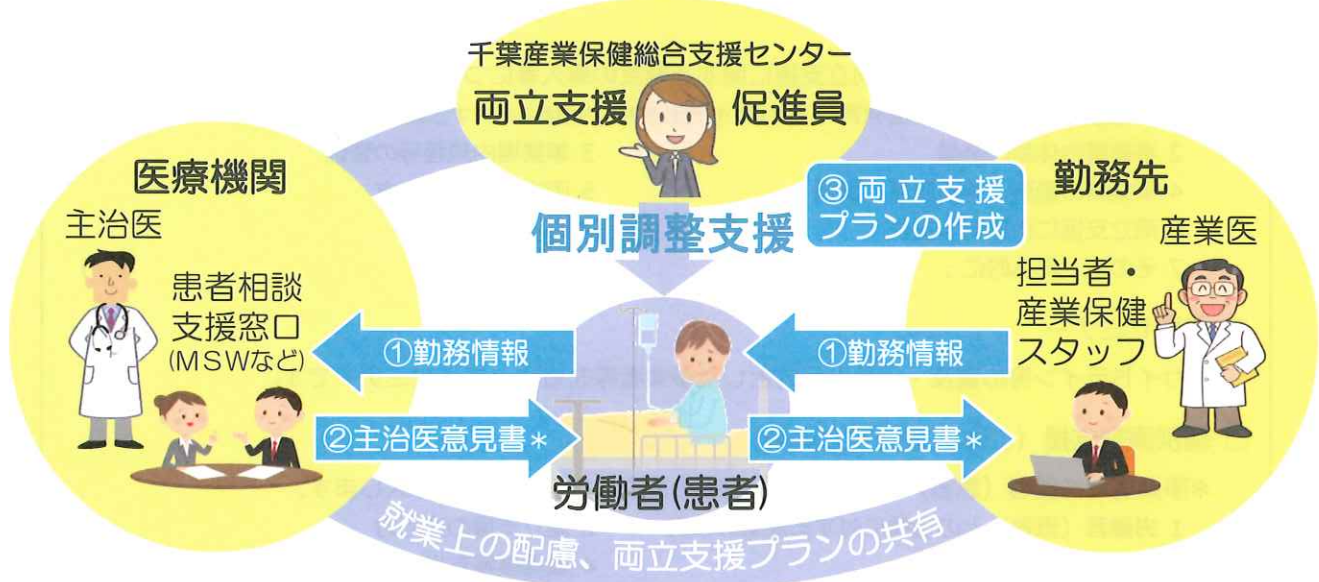 千葉産業保健総合支援センター
両立支援 促進員
医療機関
主治医
患者相談
支援窓口
(MSWなど)
個別調整支援
③両立支援
プランの作成
勤務先
産業医
担当者・
産業保健
スタッフ
①勤務情報
①勤務情報
②主治医意見書*
②主治医意見書*
労働者(患者)
就業上の配慮、両立支援プランの共有